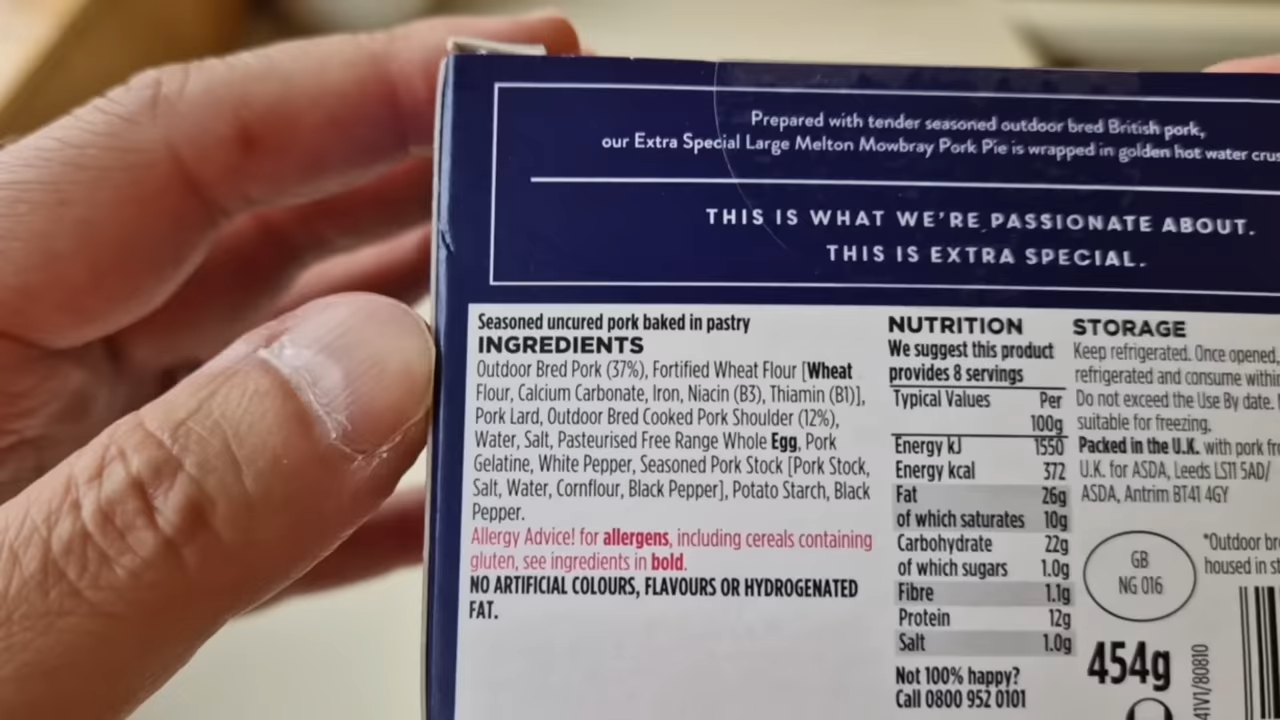 Prepared with tender seasoned outdoor bred British pork,
our Extra Special Large Melton Mowbray Pork Pie is wrapped in golden hot water
THIS IS WHAT WE'RE PASSIONATE ABOUT.
THIS IS EXTRA SPECIAL.
Seasoned uncured pork baked in pastry
INGREDIENTS
Outdoor Bred Pork (37%), Fortified Wheat Flour [Wheat
Flour, Calcium Carbonate, Iron, Niacin (B3), Thiamin (B1)],
Pork Lard, Outdoor Bred Cooked Pork Shoulder (12%),
Water, Salt, Pasteurised Free Range Whole Egg, Pork
Gelatine, White Pepper, Seasoned Pork Stock [Pork Stock,
Salt, Water, Cornflour, Black Pepper], Potato Starch, Black
Pepper.
Allergy Advice! for allergens, including cereals containing
gluten, see ingredients in bold.
NO ARTIFICIAL COLOURS, FLAVOURS OR HYDROGENATED
FAT.
NUTRITION
We suggest this product
provides 8 servings
Typical Values Per
100g
Energy kJ 1550
Energy kcal 372
Fat 26g
of which saturates 10g
Carbohydrate 22g
of which sugars 1.0g
Fibre 1.1g
Protein 12g
Salt 1.0g
Not 100% happy?
Call 0800 952 0101
STORAGE
Keep refrigerated. Once opened,
refrigerated and consume within
Do not exceed the Use By date.
suitable for freezing.
Packed in the U.K. with pork
U.K. for ASDA, Leeds LS11 5AD/
ASDA, Antrim BT41 4GY
GB
NG 016
*Outdoor
housed in
454g
41V1/80810